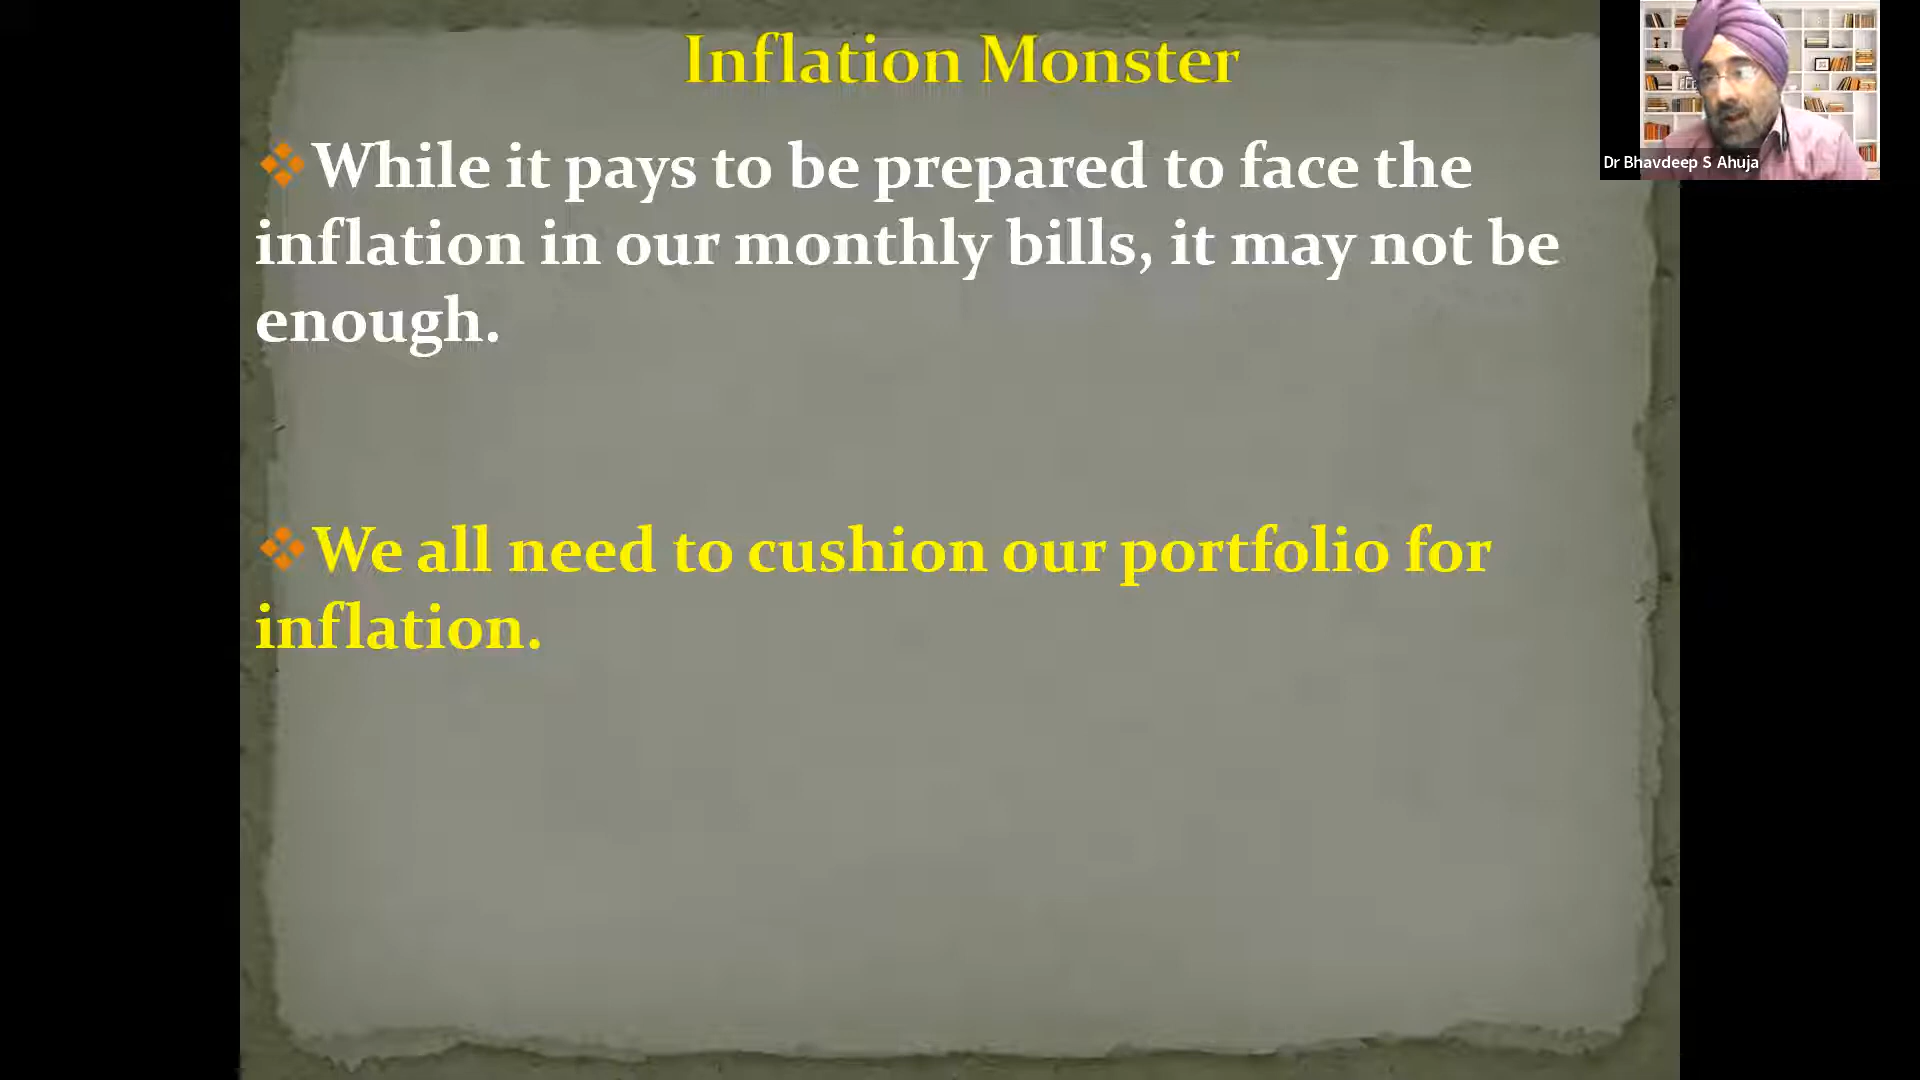 Inflation Monster
While it pays to be prepared to face the
inflation in our monthly bills, it may not be
enough.
We all need to cushion our portfolio for
inflation.
Dr Bhavdeep S Ahuja